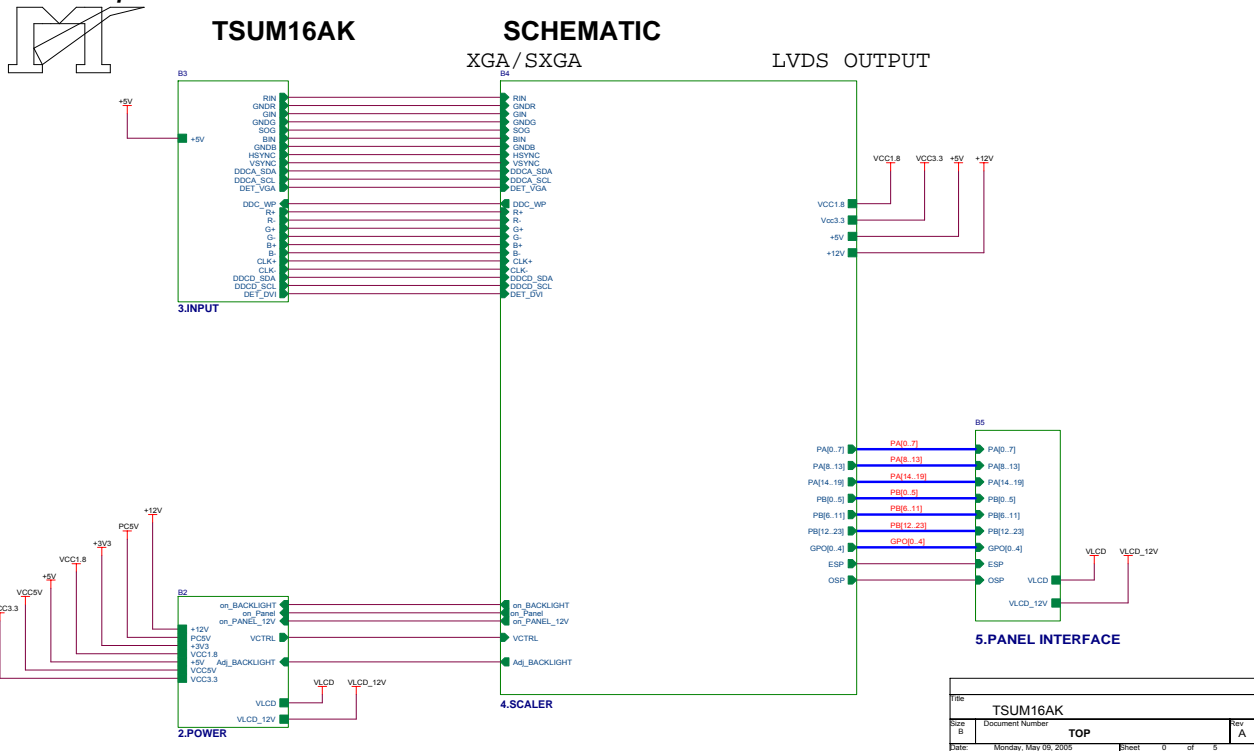 TSUM16AK SCHEMATIC
XGA/SXGA LVDS OUTPUT
B3
+5V
+5V
RIN
GNDR
GIN
GNDG
SOG
BIN
GNDB
HSYNC
VSYNC
DDCA_SDA
DDCA_SCL
DET_VGA
DDC_WP
R+
R-
G+
G-
B+
B-
CLK+
CLK-
DDCD_SDA
DDCD_SCL
DET_DVI
3.INPUT
B4
RIN
GNDR
GIN
GNDG
SOG
BIN
GNDB
HSYNC
VSYNC
DDCA_SDA
DDCA_SCL
DET_VGA
DDC_WP
R+
R-
G+
G-
B+
B-
CLK+
CLK-
DDCD_SDA
DDCD_SCL
DET_DVI
VCC1.8 VCC3.3 +5V +12V
VCC1.8
Vcc3.3
+5V
+12V
B5
PA[0..7] PA[0..7] PA[0..7]
PA[8..13] PA[8..13] PA[8..13]
PA[14..19] PA[14..19] PA[14..19]
PB[0..5] PB[0..5] PB[0..5]
PB[6..11] PB[6..11] PB[6..11]
PB[12..23] PB[12..23] PB[12..23]
GPO[0..4] GPO[0..4] GPO[0..4]
ESP ESP
OSP OSP
VLCD VLCD_12V
VLCD
VLCD_12V
5.PANEL INTERFACE
+12V
PC5V
+3V3
VCC1.8
+5V
VCC5V
CC3.3
B2
+12V
PC5V
+3V3
VCC1.8
+5V
VCC5V
VCC3.3
on_BACKLIGHT on_BACKLIGHT
on_Panel on_Panel
on_PANEL_12V on_PANEL_12V
VCTRL VCTRL
Adj_BACKLIGHT Adj_BACKLIGHT
VLCD VLCD_12V
VLCD
VLCD_12V
2.POWER
4.SCALER
Title
TSUM16AK
Size Document Number Rev
B TOP A
Date: Monday, May 09, 2005 Sheet 0 of 5